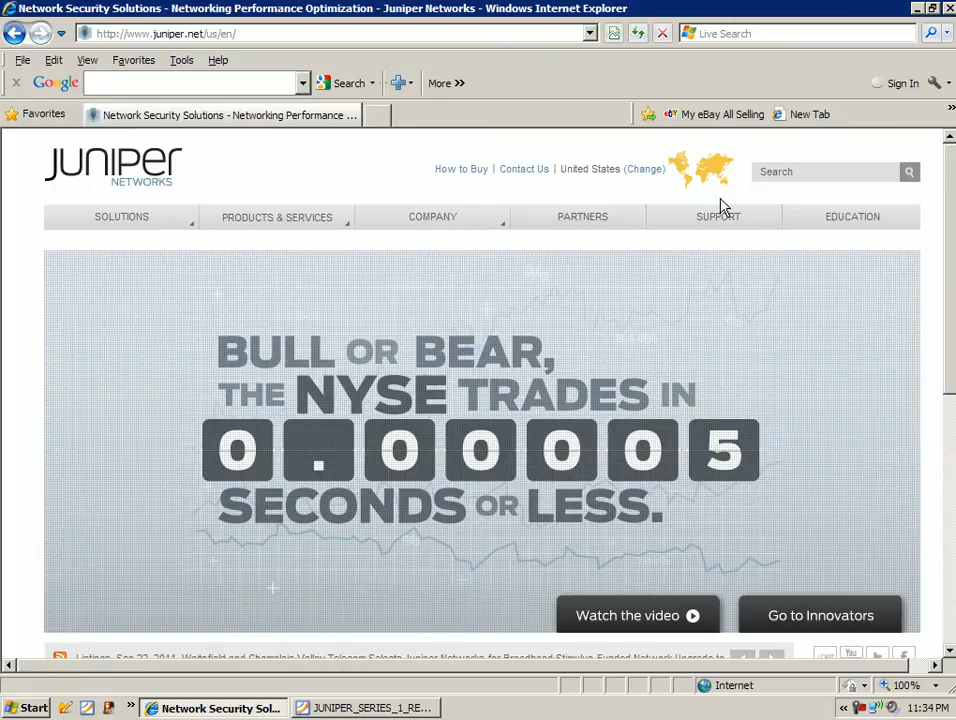 Network Security Solutions - Networking Performance Optimization - Juniper Networks - Windows Internet Explorer
http://www.juniper.net/us/en/
Live Search
File Edit View Favorites Tools Help
Google Search More »
Sign In
Favorites
Network Security Solutions - Networking Performance ...
My eBay All Selling
New Tab
JUNIPER
NETWORKS
How to Buy | Contact Us | United States (Change)
Search
SOLUTIONS
PRODUCTS & SERVICES
COMPANY
PARTNERS
SUPPORT
EDUCATION
BULL OR BEAR,
THE NYSE TRADES IN
0.00005
SECONDS OR LESS.
Watch the video
Go to Innovators
Listings Sep 22, 2011 Waitsfield and Champlain Valley Telecom Selects Juniper Networks for Broadband Stimulus-Funded Network Upgrade to
You
Internet
100%
Start
Network Security Sol...
JUNIPER_SERIES_1_RE...
11:34 PM